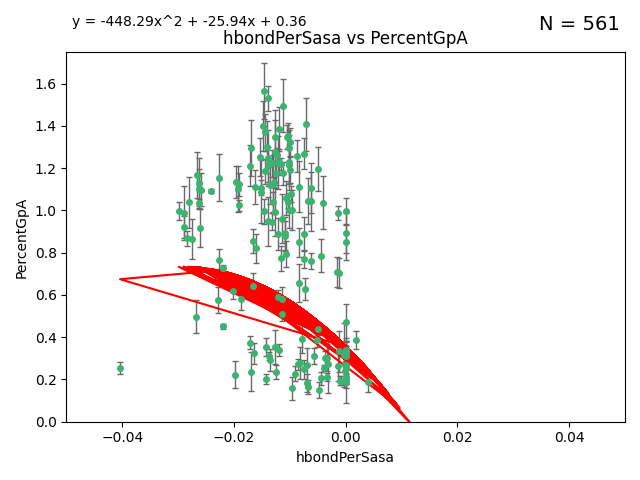 y = -448.29x^2 + -25.94x + 0.36
N = 561
hbondPerSasa vs PercentGpA
PercentGpA
1.6
1.4
1.2
1.0
0.8
0.6
0.4
0.2
0.0
−0.04
−0.02
0.00
0.02
0.04
hbondPerSasa